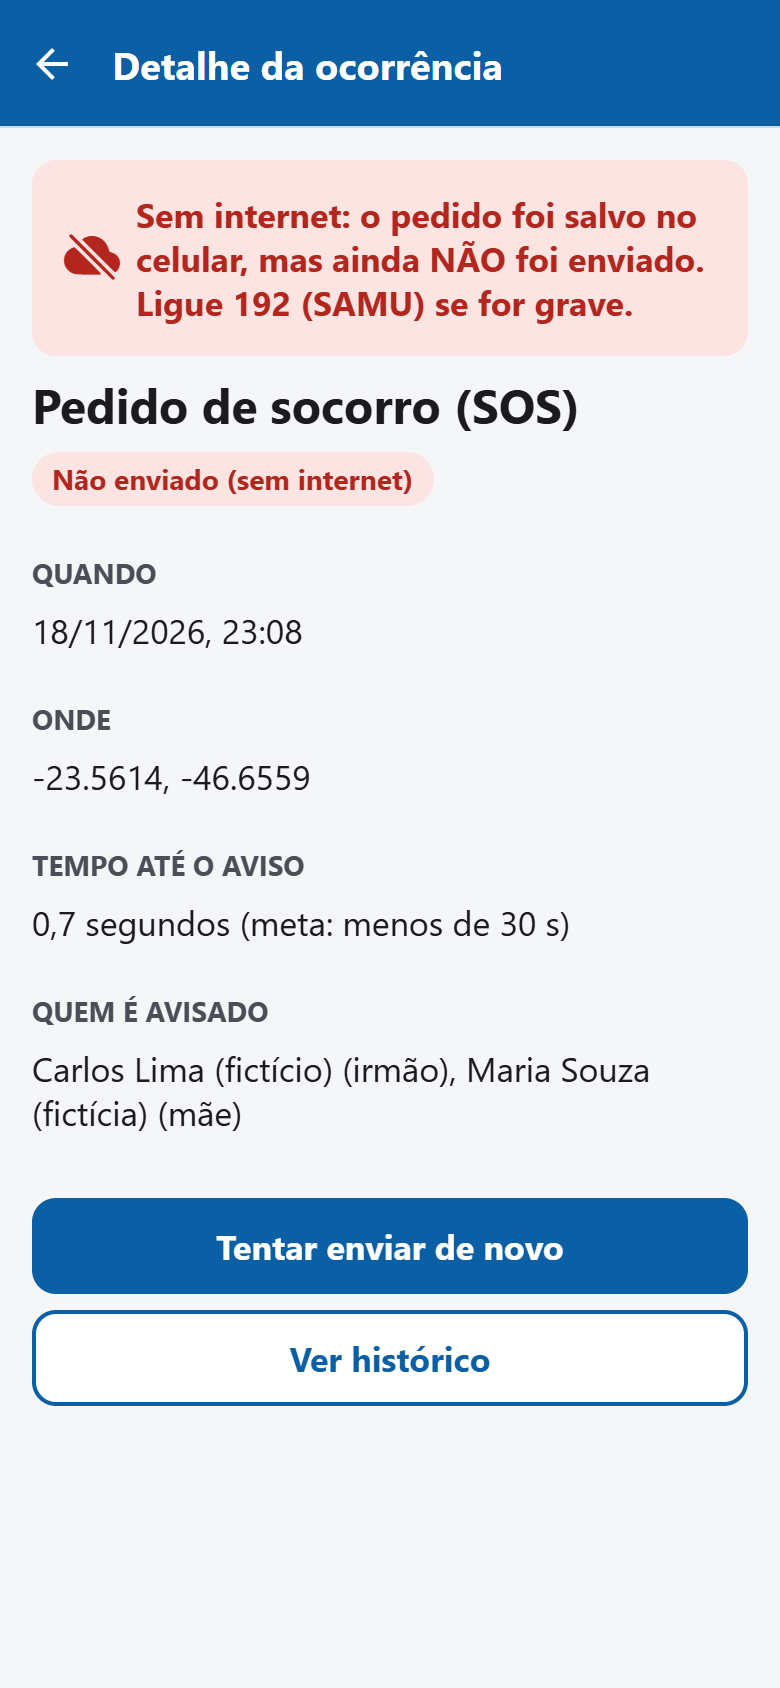 Detalhe da ocorrência
Sem internet: o pedido foi salvo no
celular, mas ainda NÃO foi enviado.
Ligue 192 (SAMU) se for grave.
Pedido de socorro (SOS)
Não enviado (sem internet)
QUANDO
18/11/2026, 23:08
ONDE
-23.5614, -46.6559
TEMPO ATÉ O AVISO
0,7 segundos (meta: menos de 30 s)
QUEM É AVISADO
Carlos Lima (fictício) (irmão), Maria Souza
(fictícia) (mãe)
Tentar enviar de novo
Ver histórico